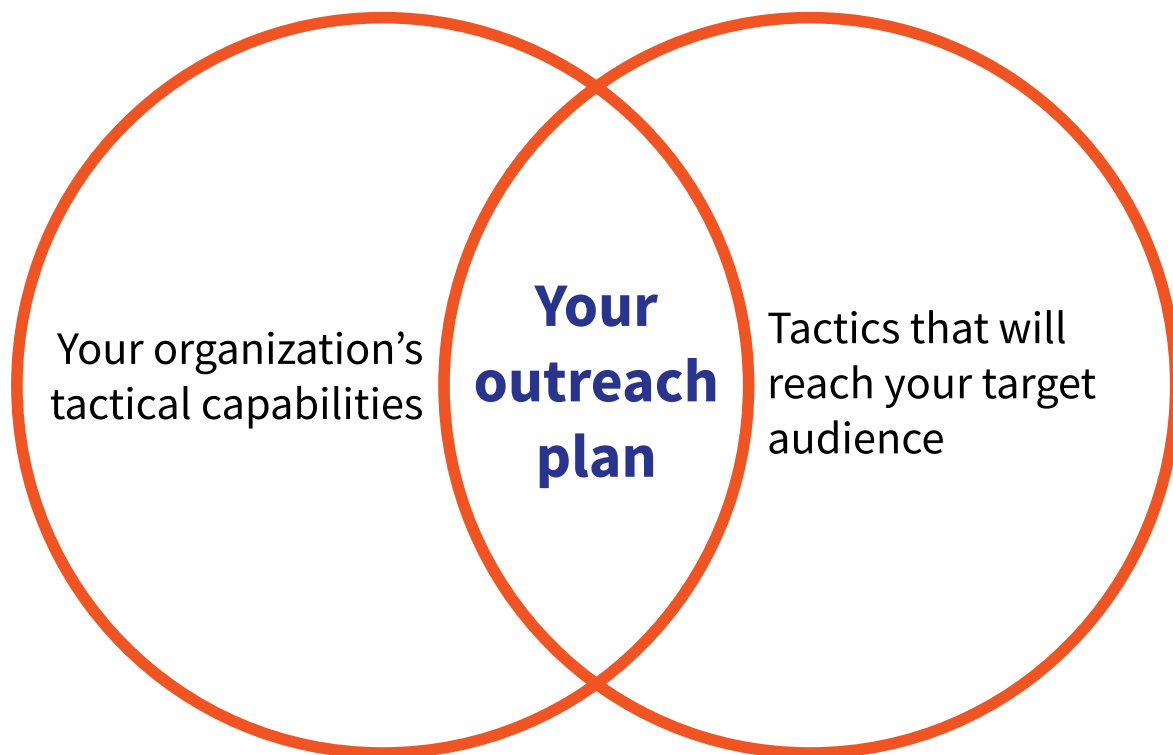 Your organization’s
tactical capabilities
Your
outreach
plan
Tactics that will
reach your target
audience